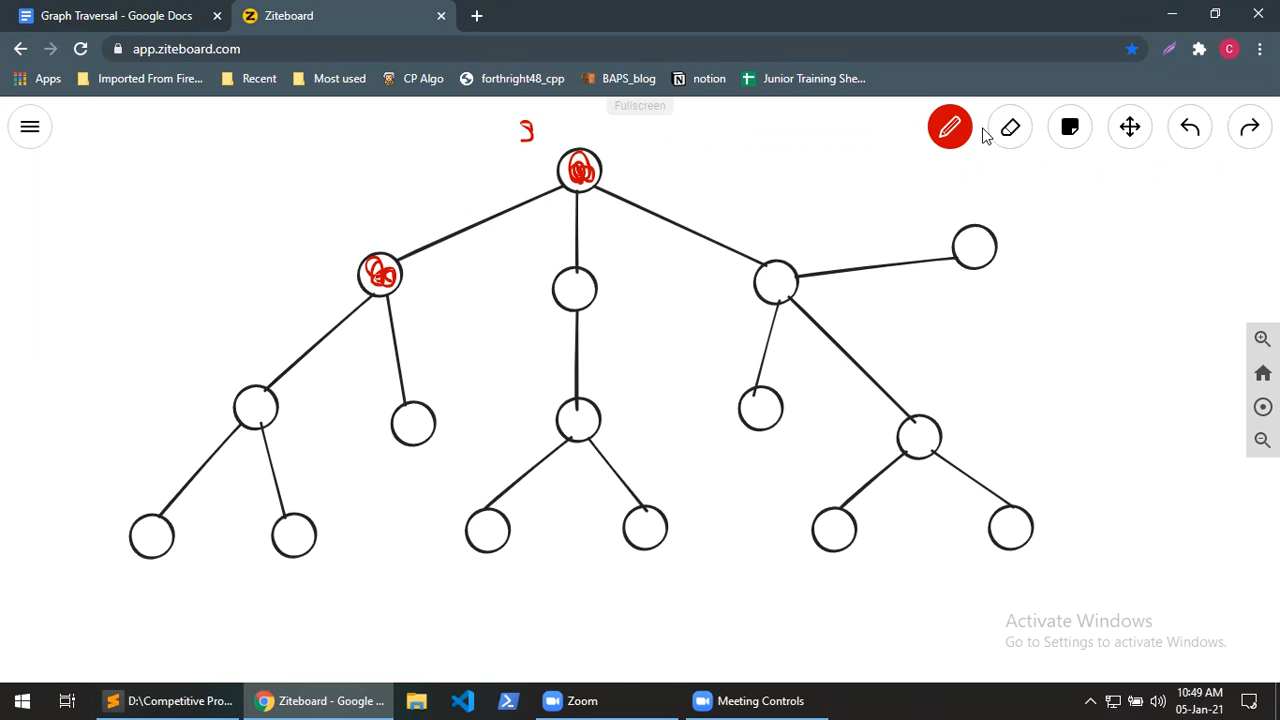 Graph Traversal - Google Docs
Ziteboard
app.ziteboard.com
Apps
Imported From Fire...
Recent
Most used
CP Algo
forthright48_cpp
BAPS_blog
notion
Junior Training She...
C
Fullscreen
Activate Windows
Go to Settings to activate Windows.
D:\Competitive Pro...
Ziteboard - Google ...
Zoom
Meeting Controls
10:49 AM
05-Jan-21